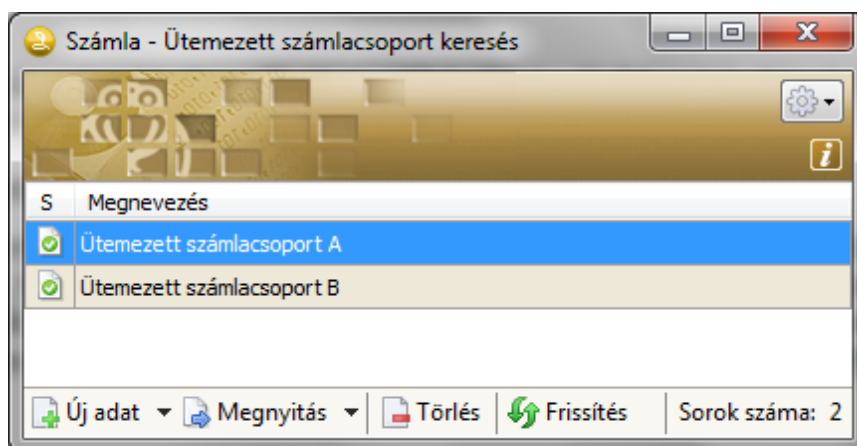 Számla - Ütemezett számlacsoport keresés
S Megnevezés
Ütemezett számlacsoport A
Ütemezett számlacsoport B
Új adat Megnyitás Törlés Frissítés Sorok száma: 2